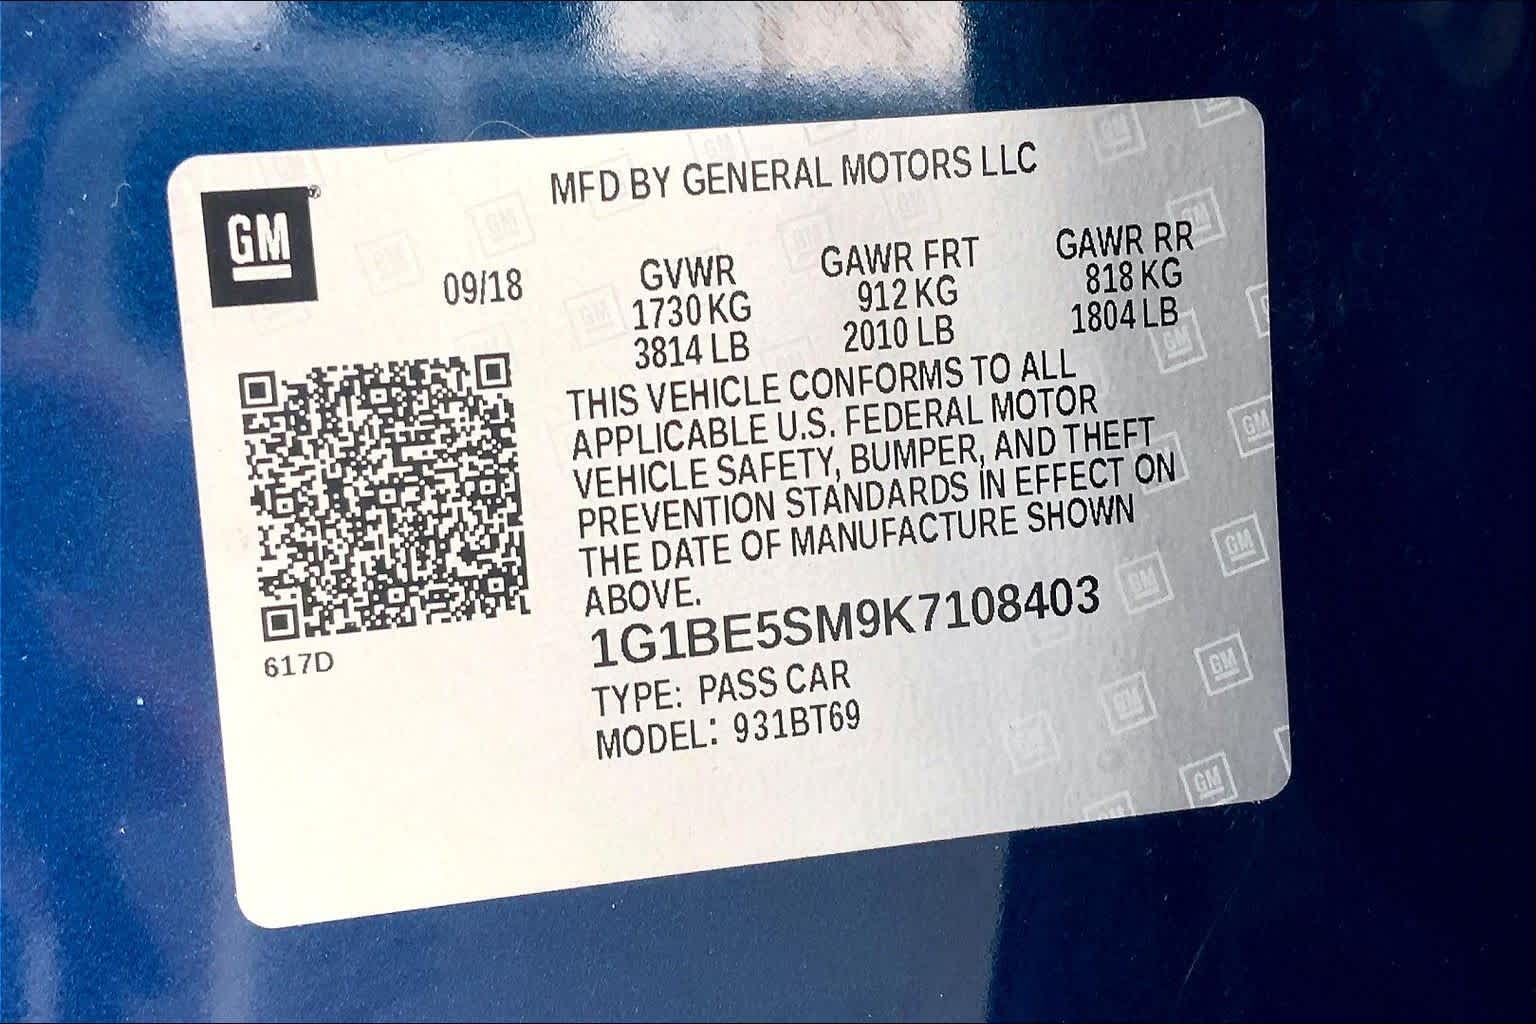 MFD BY GENERAL MOTORS LLC
GM®
09/18
GVWR
1730 KG
3814 LB
GAWR FRT
912 KG
2010 LB
GAWR RR
818 KG
1804 LB
THIS VEHICLE CONFORMS TO ALL
APPLICABLE U.S. FEDERAL MOTOR
VEHICLE SAFETY, BUMPER, AND THEFT
PREVENTION STANDARDS IN EFFECT ON
THE DATE OF MANUFACTURE SHOWN
ABOVE.
1G1BE5SM9K7108403
TYPE: PASS CAR
MODEL: 931BT69
617D